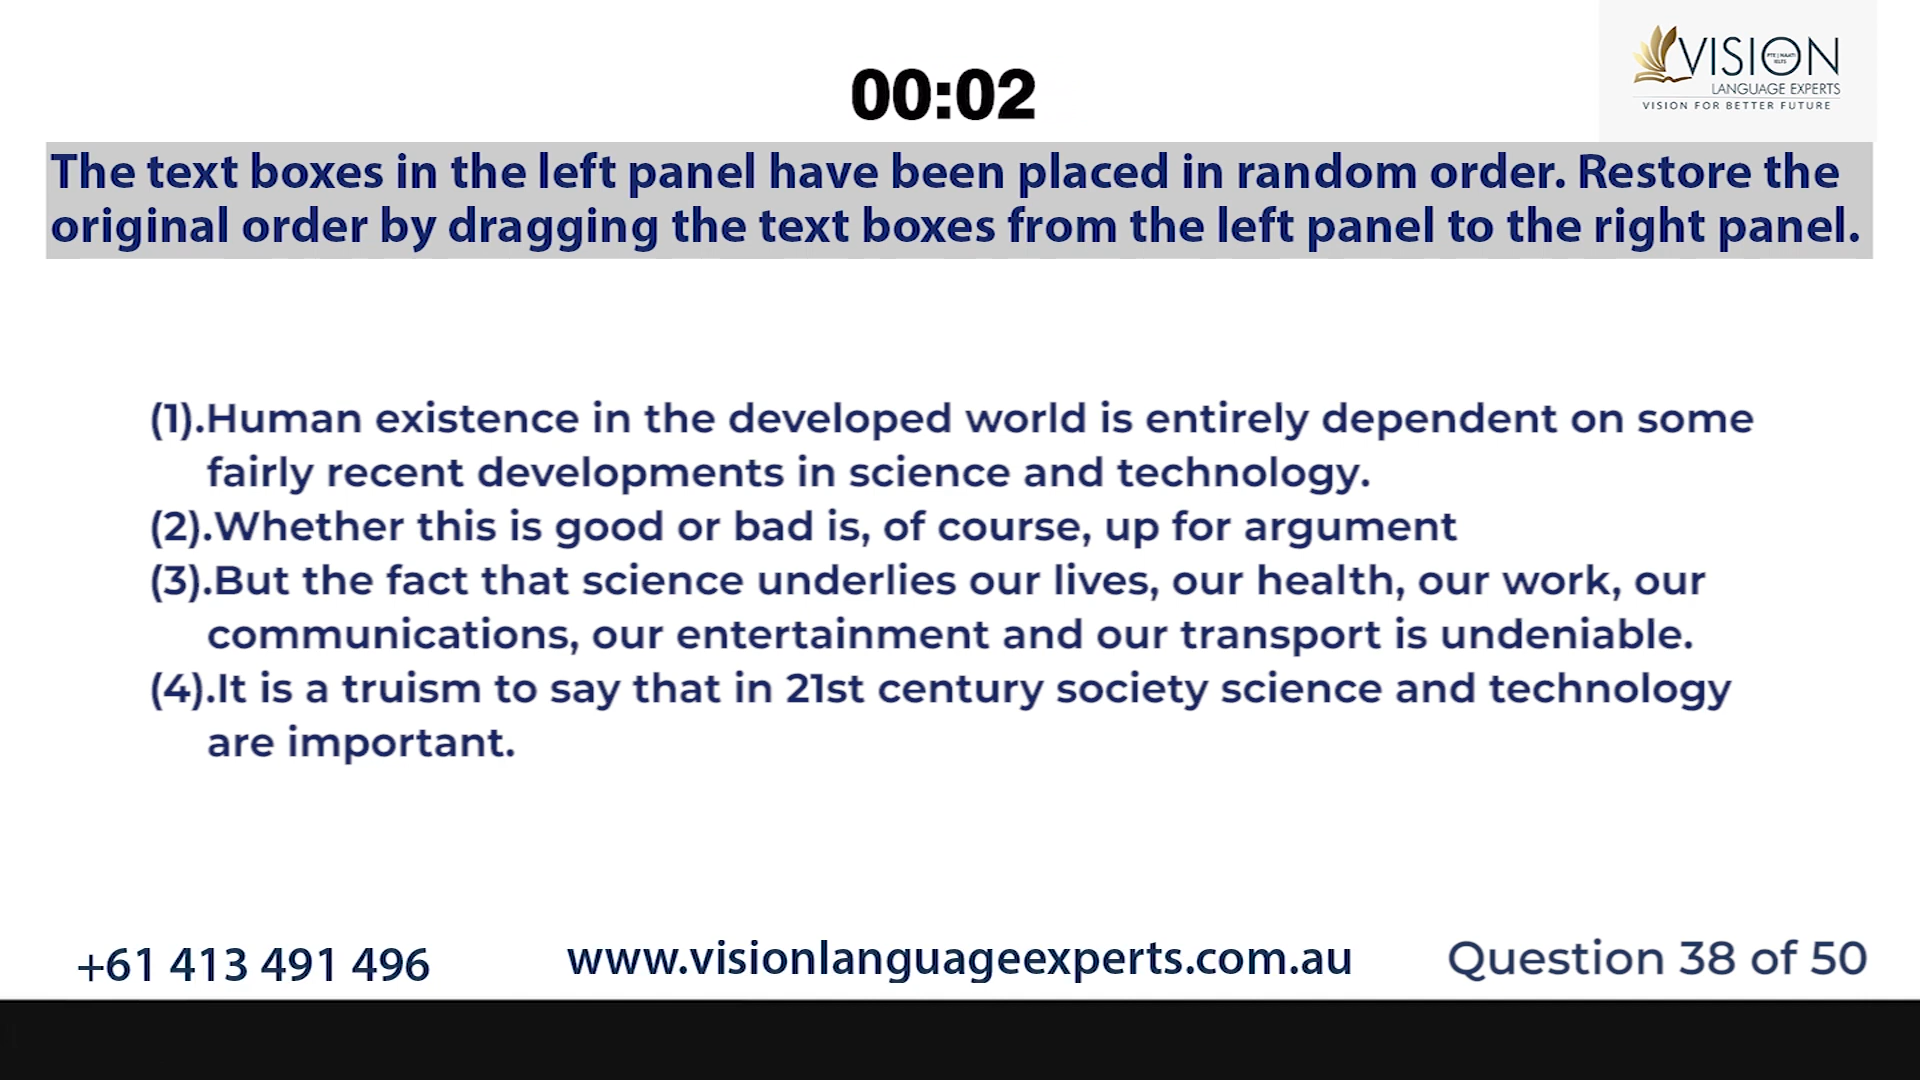 VISION
PTE | NAATI
IELTS
LANGUAGE EXPERTS
VISION FOR BETTER FUTURE
00:02
The text boxes in the left panel have been placed in random order. Restore the
original order by dragging the text boxes from the left panel to the right panel.
(1).Human existence in the developed world is entirely dependent on some
fairly recent developments in science and technology.
(2).Whether this is good or bad is, of course, up for argument
(3).But the fact that science underlies our lives, our health, our work, our
communications, our entertainment and our transport is undeniable.
(4).It is a truism to say that in 21st century society science and technology
are important.
+61 413 491 496
www.visionlanguageexperts.com.au
Question 38 of 50